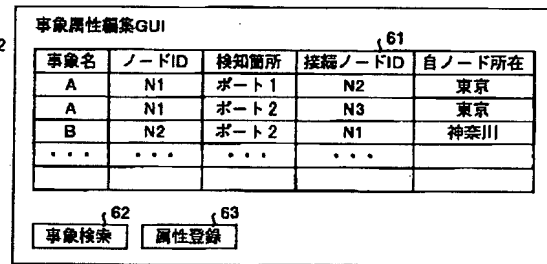 事象属性編集GUI
2
61
事象名 ノードID 検知箇所 接続ノードID 自ノード所在
A N1 ポート1 N2 東京
A N1 ポート2 N3 東京
B N2 ポート2 N1 神奈川
・・・ ・・・ ・・・ ・・・
62 63
事象検索 属性登録